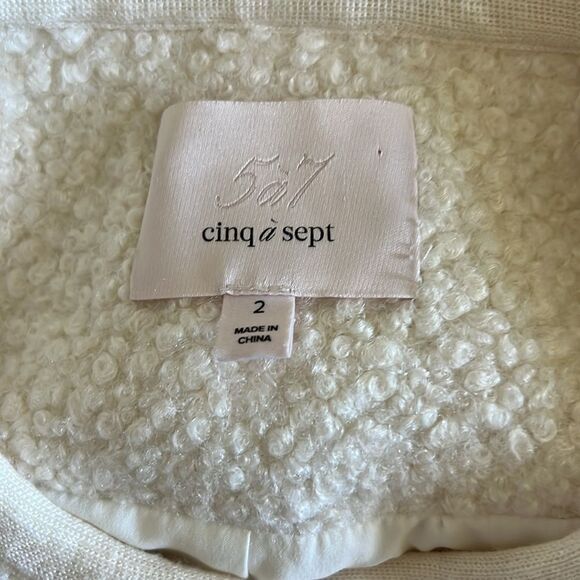 5à7
cinq à sept
2
MADE IN
CHINA